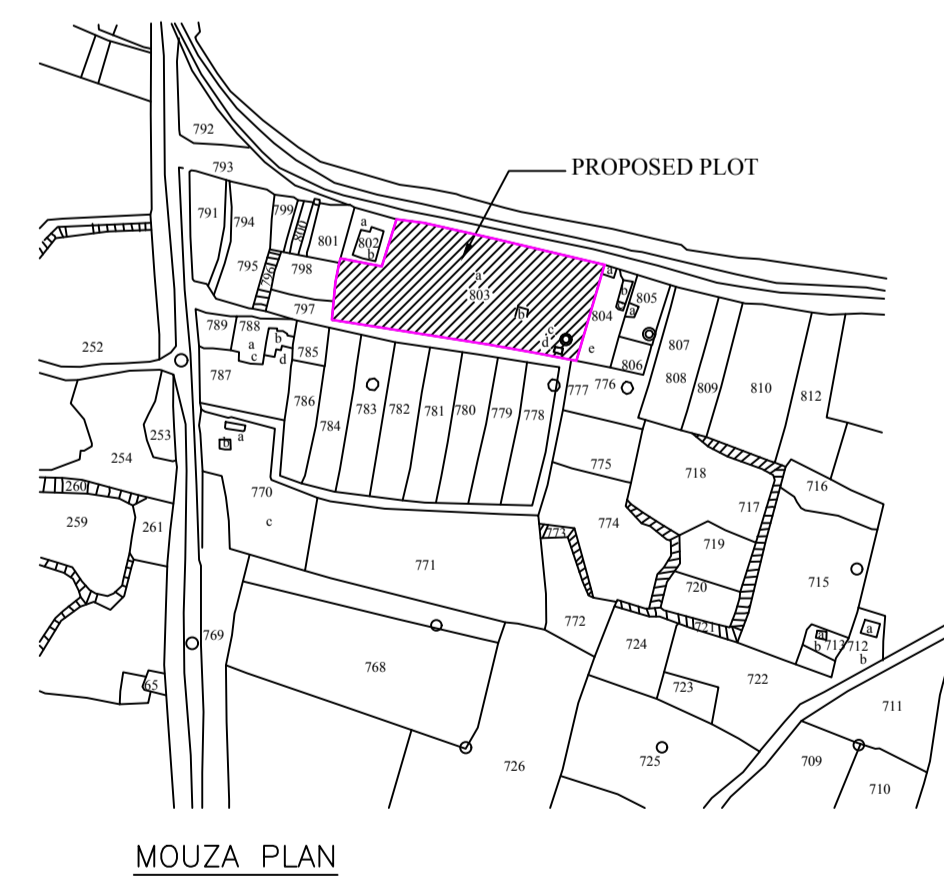 792
PROPOSED PLOT
793
791 794 799 800 801 a 802 b
795 796 798 a 803 a b 805
797 b a 804
789 788 b c d 807
252 a c d 785 e 806
787 786 777 776 808 809 810 812
784 783 782 781 780 779 778
253
254 775 718 716
260 770 717
259 261 c 774 773 719
771 720 715
769 772 721 a b 713 712 a b
724
768 723 722
65 711
726 725 709
710
MOUZA PLAN